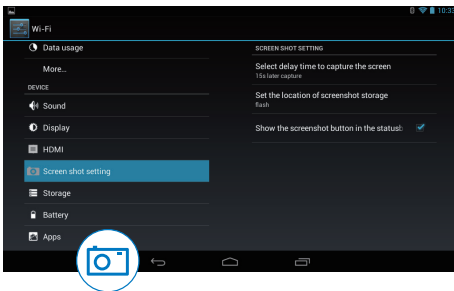 10:33
Wi-Fi
Data usage
More...
DEVICE
Sound
Display
HDMI
Screen shot setting
Storage
Battery
Apps
SCREEN SHOT SETTING
Select delay time to capture the screen
15s later capture
Set the location of screenshot storage
flash
Show the screenshot button in the statusb